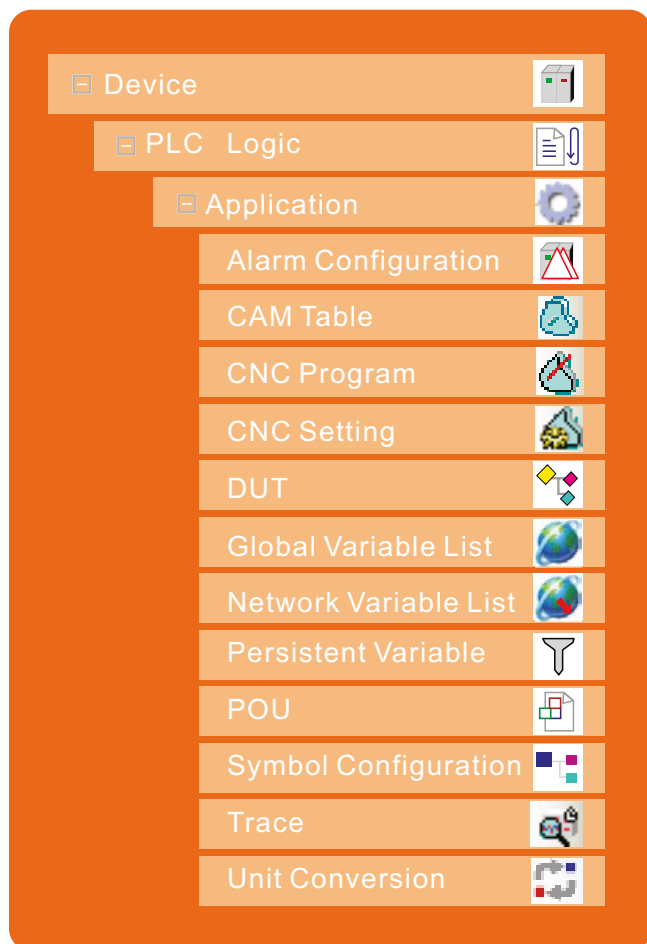 Device
PLC Logic
Application
Alarm Configuration
CAM Table
CNC Program
CNC Setting
DUT
Global Variable List
Network Variable List
Persistent Variable
POU
Symbol Configuration
Trace
Unit Conversion